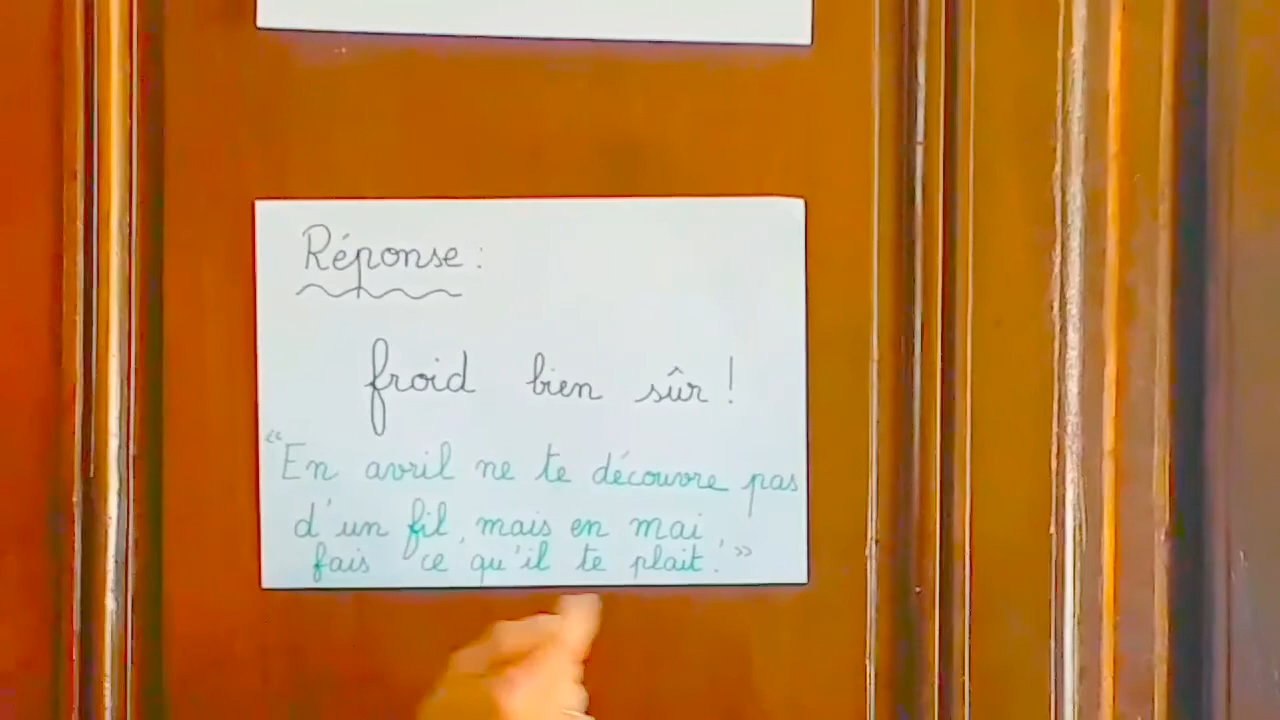 Réponse :
froid bien sûr !
"En avril ne te découvre pas
d'un fil, mais en mai,
fais ce qu'il te plait."